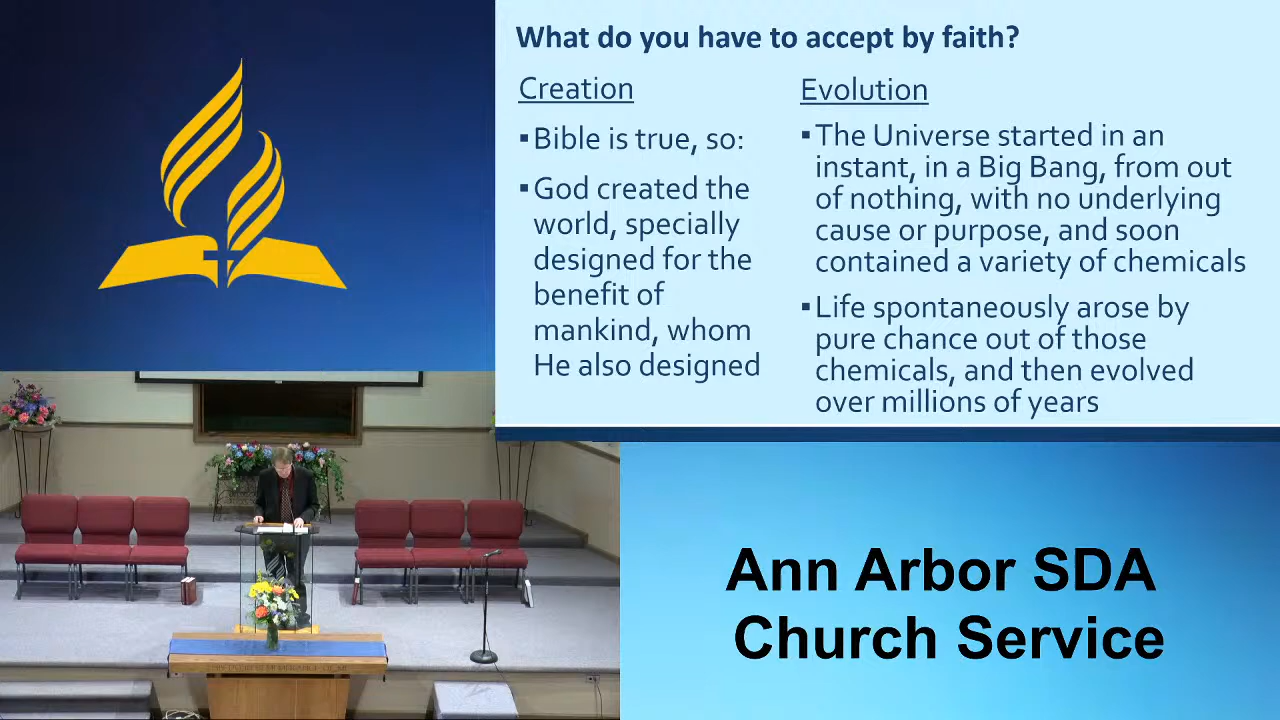 What do you have to accept by faith?
Creation
▪Bible is true, so:
▪God created the
world, specially
designed for the
benefit of
mankind, whom
He also designed
Evolution
▪The Universe started in an
instant, in a Big Bang, from out
of nothing, with no underlying
cause or purpose, and soon
contained a variety of chemicals
▪Life spontaneously arose by
pure chance out of those
chemicals, and then evolved
over millions of years
Ann Arbor SDA
Church Service